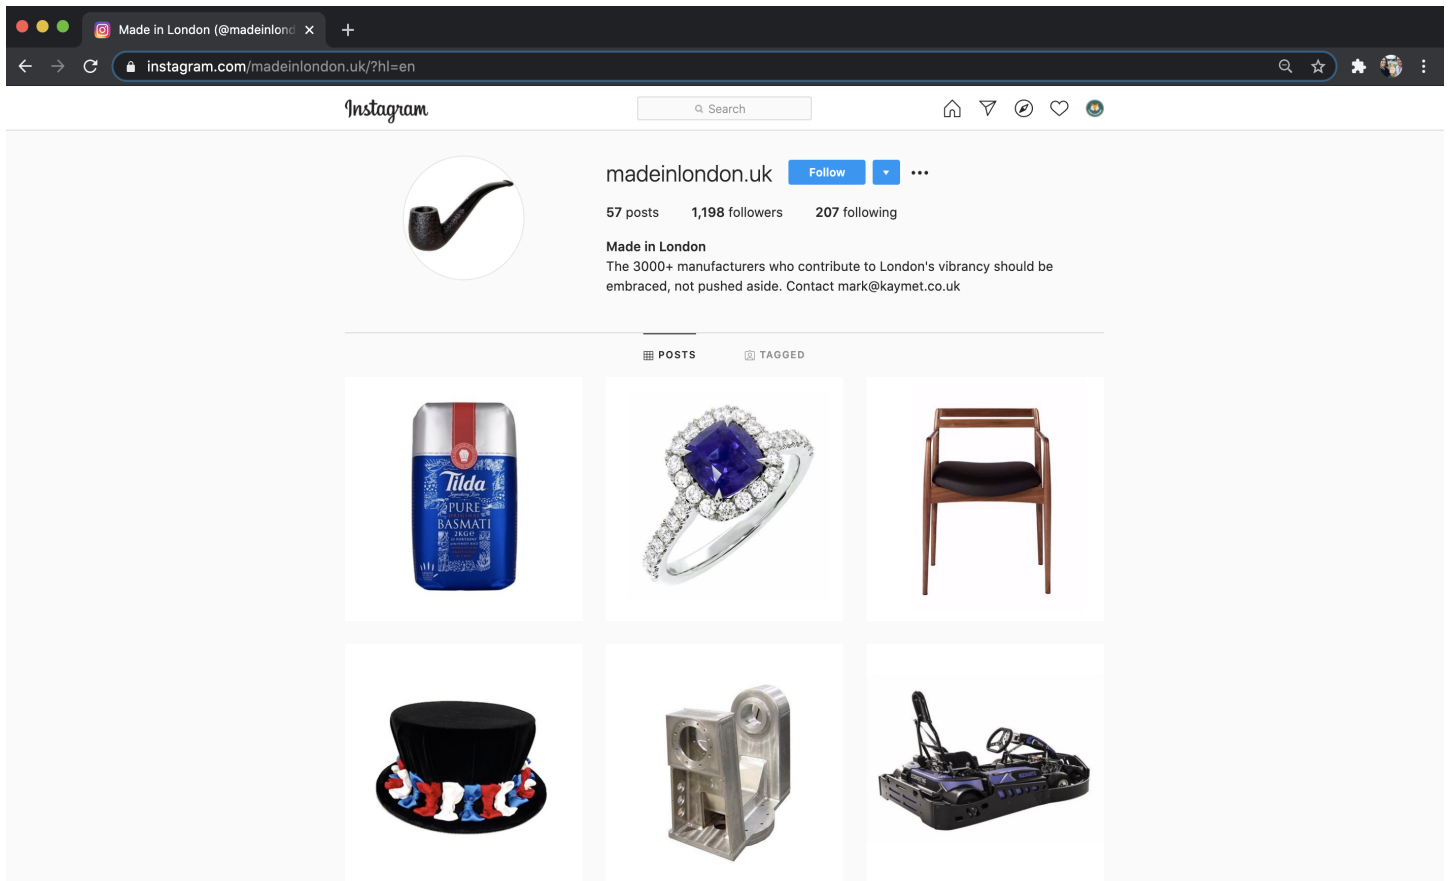 Made in London (@madeinlond
instagram.com/madeinlondon.uk/?hl=en
Instagram
Search
madeinlondon.uk
Follow
57 posts 1,198 followers 207 following
Made in London
The 3000+ manufacturers who contribute to London's vibrancy should be
embraced, not pushed aside. Contact mark@kaymet.co.uk
POSTS TAGGED
Tilda
PURE
ORIGINAL
BASMATI
2KG e